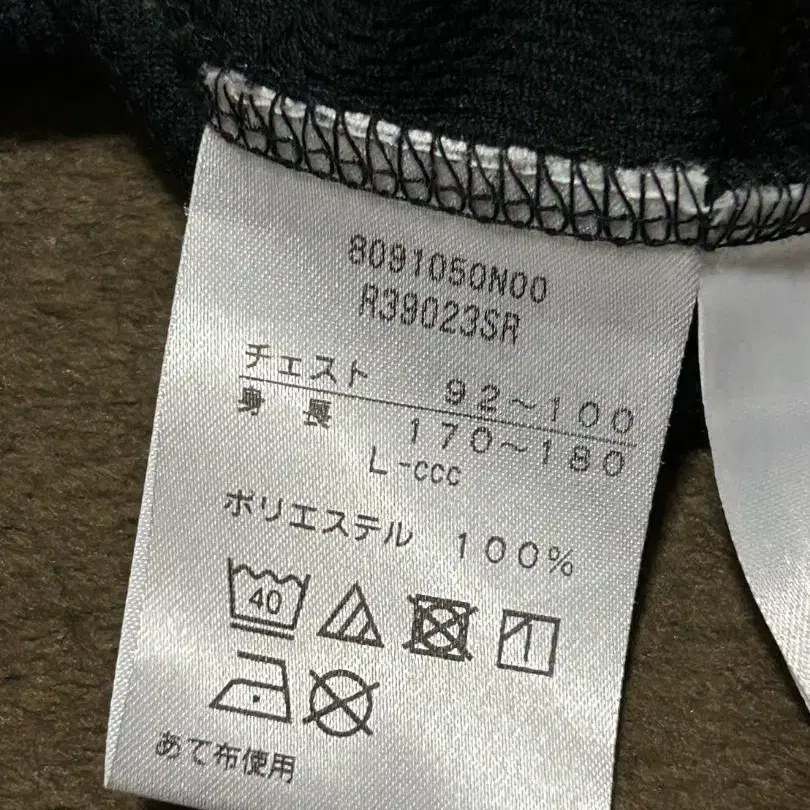 8091050N00
R39023SR
チェスト 92～100
身長 170～180
L-ccc
ポリエステル 100%
40
あて布使用